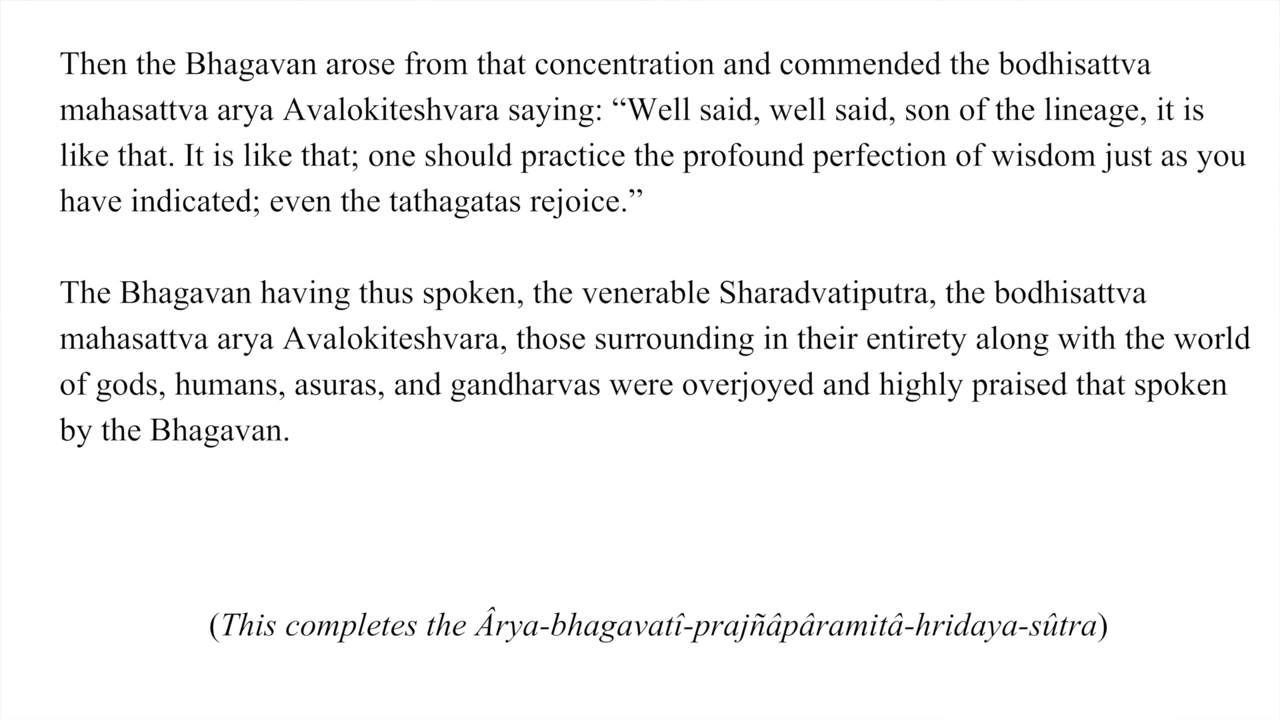 Then the Bhagavan arose from that concentration and commended the bodhisattva
mahasattva arya Avalokiteshvara saying: “Well said, well said, son of the lineage, it is
like that. It is like that; one should practice the profound perfection of wisdom just as you
have indicated; even the tathagatas rejoice.”
The Bhagavan having thus spoken, the venerable Sharadvatiputra, the bodhisattva
mahasattva arya Avalokiteshvara, those surrounding in their entirety along with the world
of gods, humans, asuras, and gandharvas were overjoyed and highly praised that spoken
by the Bhagavan.
(This completes the Ârya-bhagavatî-prajñâpâramitâ-hridaya-sûtra)